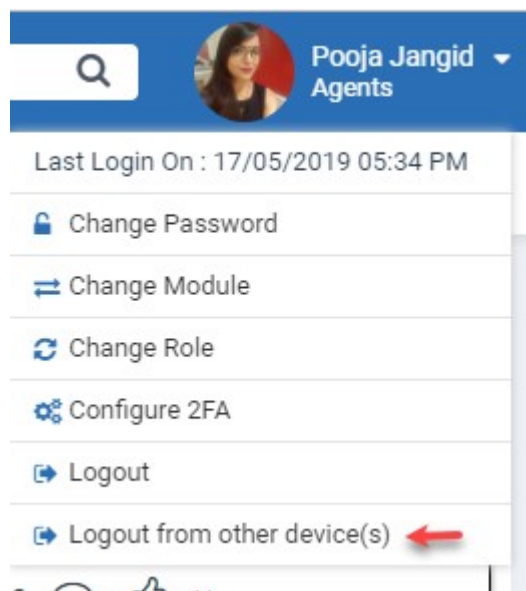 Pooja Jangid
Agents
Last Login On : 17/05/2019 05:34 PM
Change Password
Change Module
Change Role
Configure 2FA
Logout
Logout from other device(s)